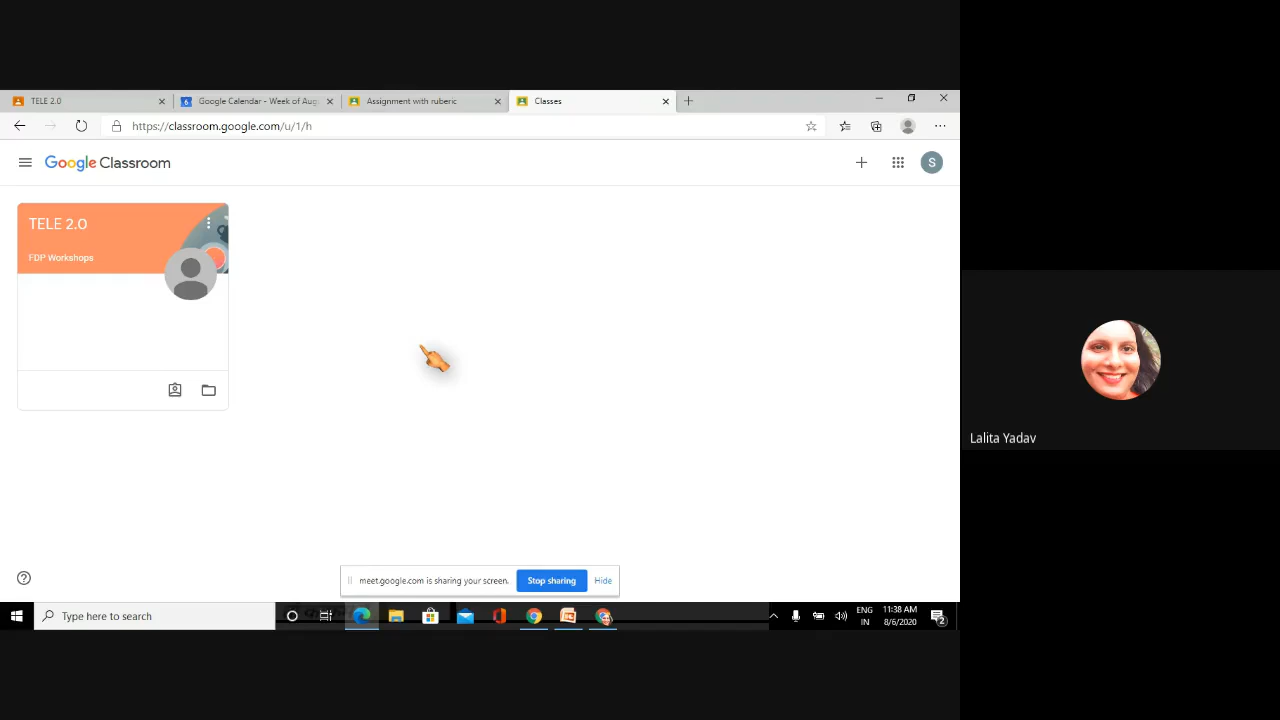 TELE 2.0
Google Calendar - Week of Aug
Assignment with ruberic
Classes
https://classroom.google.com/u/1/h
Google Classroom
S
TELE 2.0
FDP Workshops
Lalita Yadav
meet.google.com is sharing your screen.
Stop sharing
Hide
Type here to search
ENG
IN
11:38 AM
8/6/2020
2